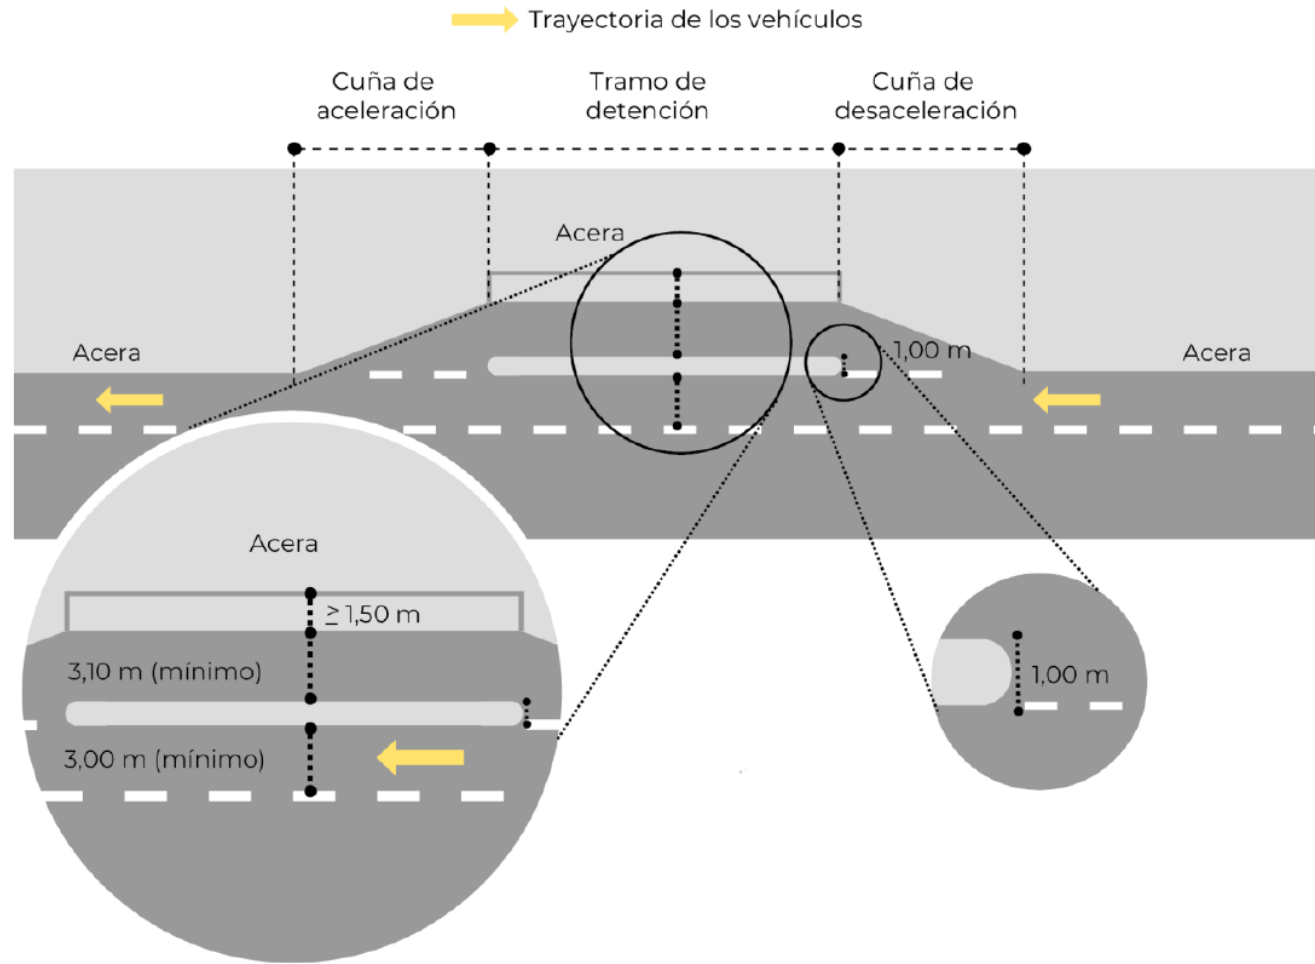 Trayectoria de los vehículos
Cuña de
aceleración
Tramo de
detención
Cuña de
desaceleración
Acera
Acera
1,00 m
Acera
Acera
≥ 1,50 m
3,10 m (mínimo)
3,00 m (mínimo)
1,00 m